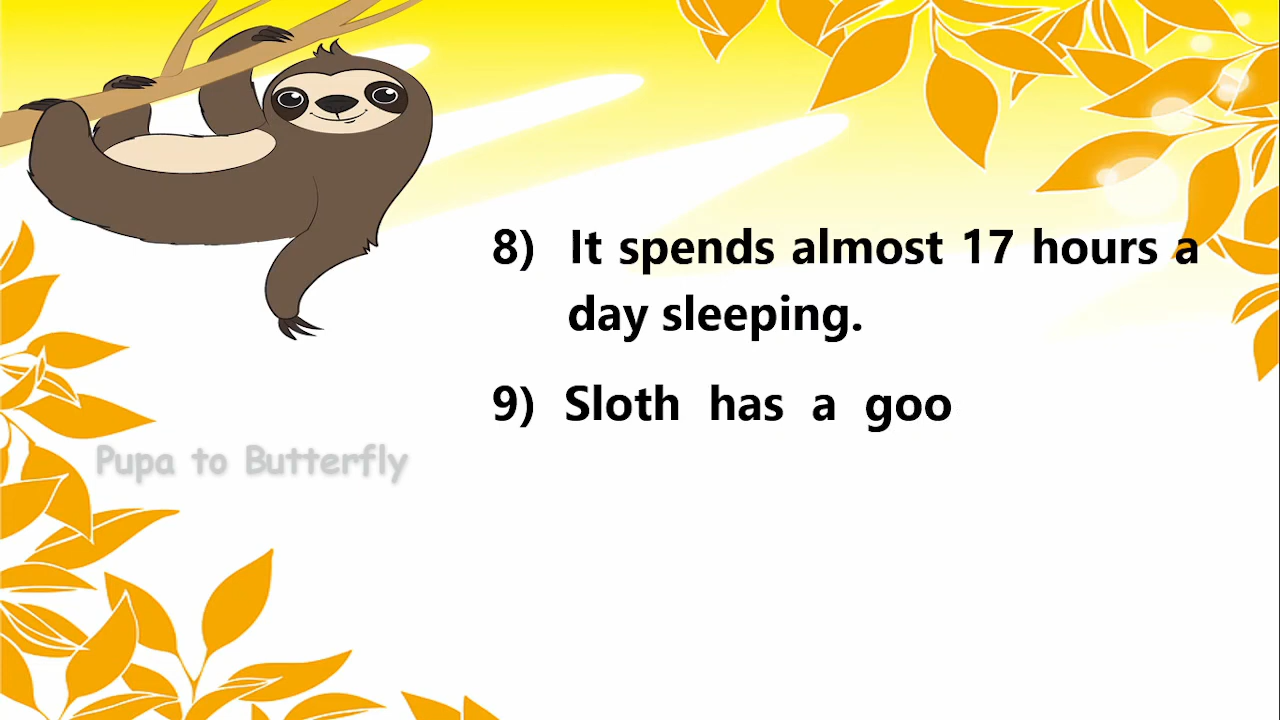 8) It spends almost 17 hours a
day sleeping.
9) Sloth has a goo
Pupa to Butterfly